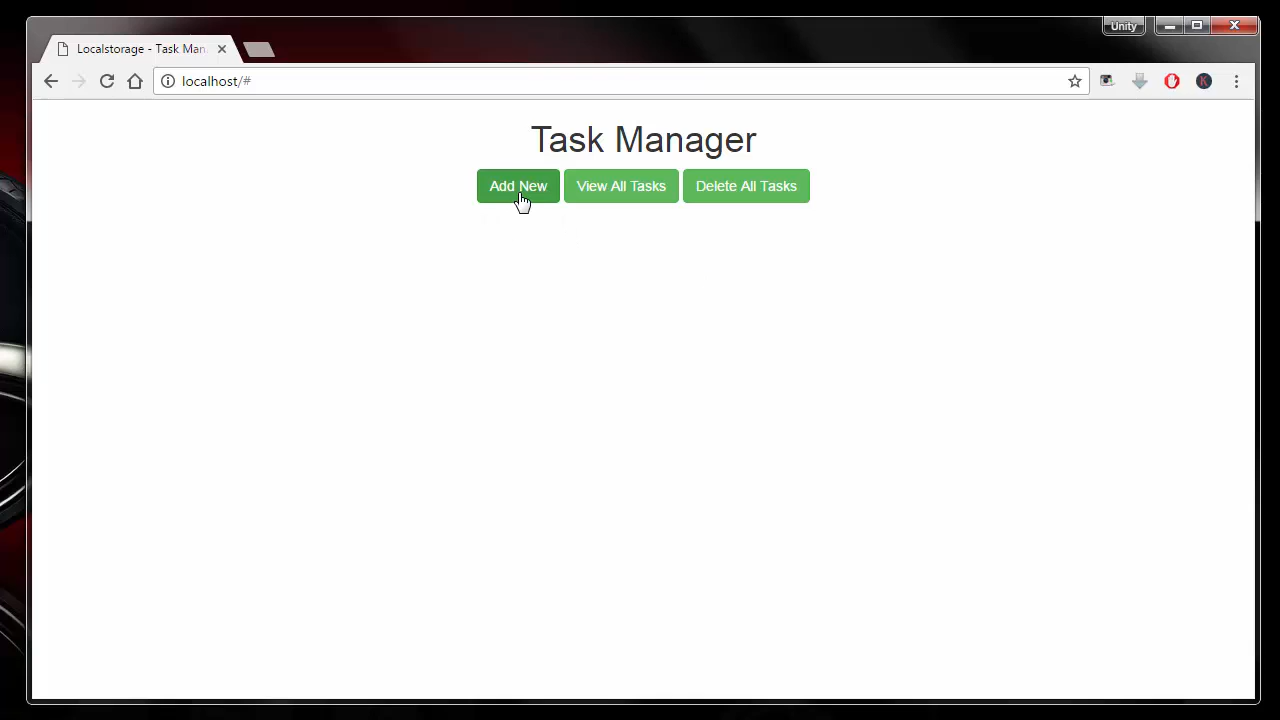 Unity
Localstorage - Task Man
localhost/#
Task Manager
Add New View All Tasks Delete All Tasks